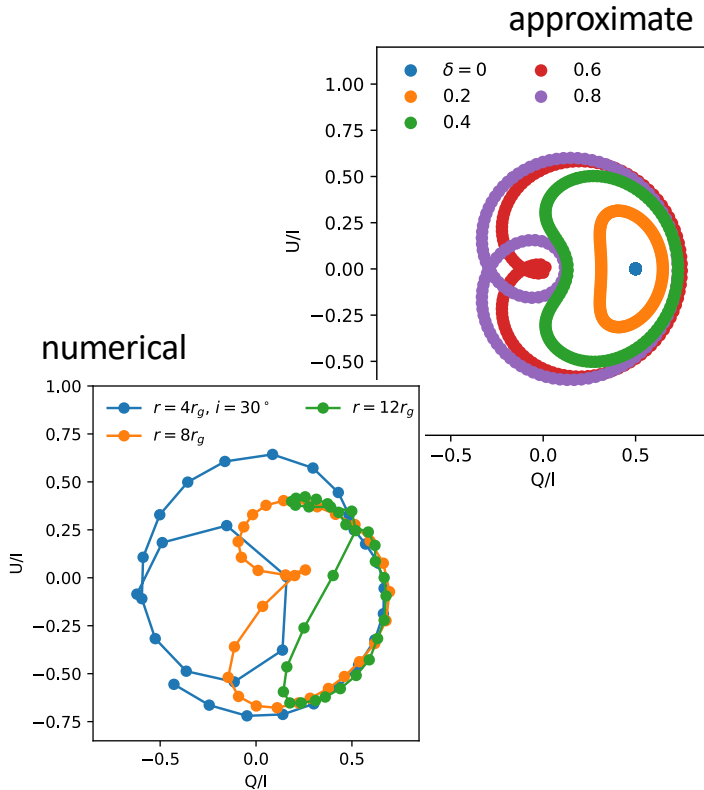 approximate
δ = 0
0.2
0.4
0.6
0.8
1.00
0.75
0.50
0.25
0.00
−0.25
−0.50
U/I
−0.5
0.0
0.5
Q/I
numerical
r = 4r_g, i = 30°
r = 8r_g
r = 12r_g
1.00
0.75
0.50
0.25
0.00
−0.25
−0.50
−0.75
U/I
−0.5
0.0
0.5
Q/I